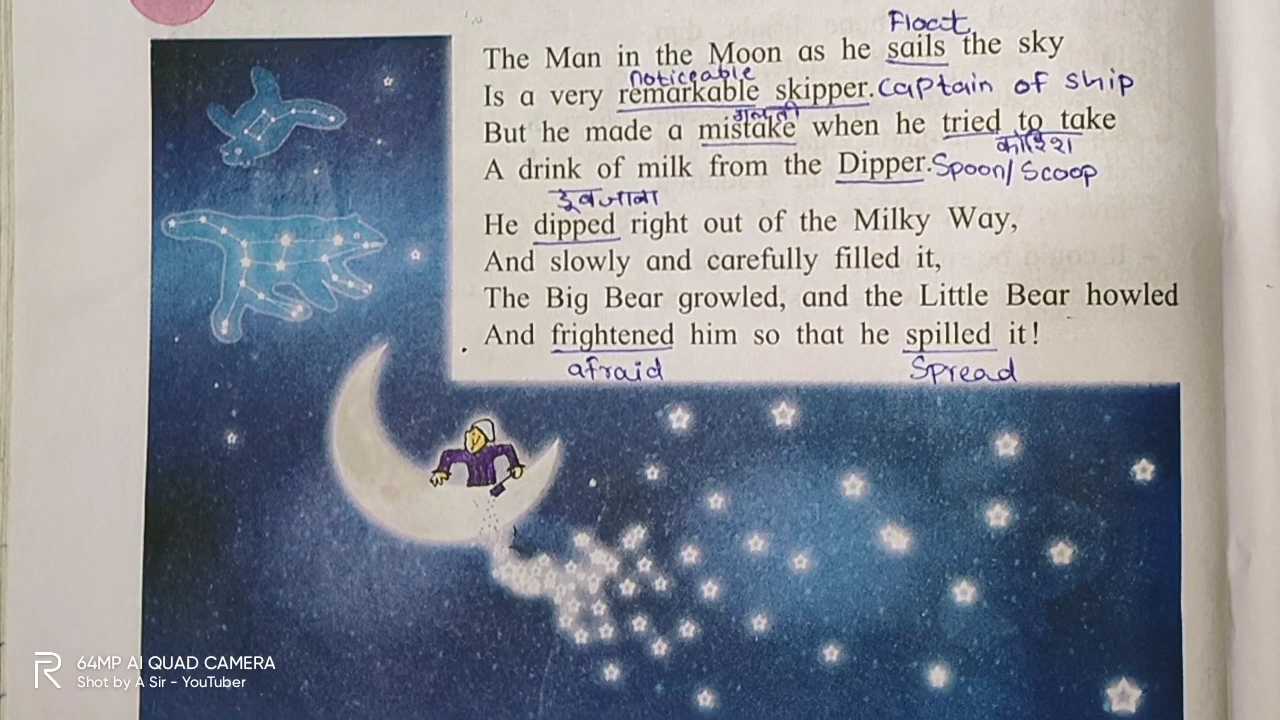 Float
The Man in the Moon as he sails the sky
noticeable
Is a very remarkable skipper. Captain of ship
गलती
But he made a mistake when he tried to take
कोशिश
A drink of milk from the Dipper. Spoon/ Scoop
डूब जाना
He dipped right out of the Milky Way,
And slowly and carefully filled it,
The Big Bear growled, and the Little Bear howled
And frightened him so that he spilled it!
afraid Spread
64MP AI QUAD CAMERA
Shot by A Sir - YouTuber